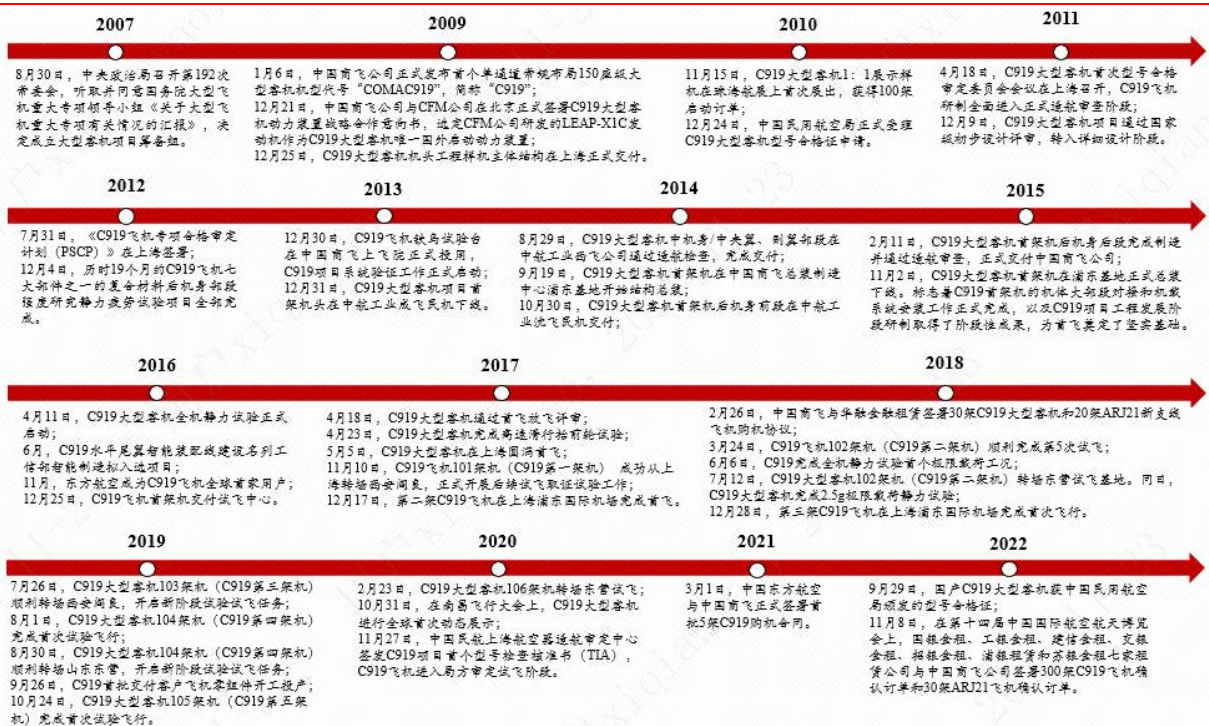 2007
8月30日，中央政治局召开第192次
常委会，听取并同意国务院大型飞
机重大专项领导小组《关于大型飞
机重大专项有关情况的汇报》，决
定成立大型客机项目筹备组。
2009
1月6日，中国商飞公司正式发布首个单通道常规布局150座级大
型客机机型代号“COMAC919”，简称“C919”；
12月21日，中国商飞公司与CFM公司在北京正式签署C919大型客
机动力装置战略合作意向书，选定CFM公司研发的LEAP-X1C发
动机作为C919大型客机唯一国外启动动力装置；
12月25日，C919大型客机机头工程样机主体结构在上海正式交付。
2010
11月15日，C919大型客机1：1展示样
机在珠海航展上首次展出，获得100架
启动订单；
12月24日，中国民用航空局正式受理
C919大型客机型号合格证申请。
2011
4月18日，C919大型客机首次型号合格
审定委员会会议在上海召开，C919飞机
研制全面进入正式适航审查阶段；
12月9日，C919大型客机项目通过国家
级初步设计评审，转入详细设计阶段。
2012
7月31日，《C919飞机专项合格审定
计划（PSCP）》在上海签署；
12月4日，历时19个月的C919飞机七
大部件之一的复合材料后机身部段
强度研究静力疲劳试验项目全部完
成。
2013
12月30日，C919飞机铁鸟试验台
在中国商飞上飞院正式投用，
C919项目系统验证工作正式启动；
12月31日，C919大型客机项目首
架机头在中航工业成飞民机下线。
2014
8月29日，C919大型客机中机身/中央翼、副翼部段在
中航工业西飞公司通过适航检查，完成交付；
9月19日，C919大型客机首架机在中国商飞总装制造
中心浦东基地开始结构总装；
10月30日，C919大型客机首架机后机身前段在中航工
业沈飞民机交付；
2015
2月11日，C919大型客机首架机后机身后段完成制造
并通过适航审查，正式交付中国商飞公司；
11月2日，C919大型客机首架机在浦东基地正式总装
下线。标志着C919首架机的机体大部段对接和机载
系统安装工作正式完成，以及C919项目工程发展阶
段研制取得了阶段性成果，为首飞奠定了坚实基础。
2016
4月11日，C919大型客机全机静力试验正式
启动；
6月，C919水平尾翼智能装配线建设名列工
信部智能制造拟入选项目；
11月，东方航空成为C919飞机全球首家用户；
12月25日，C919飞机首架机交付试飞中心。
2017
4月18日，C919大型客机通过首飞放飞评审；
4月23日，C919大型客机完成高速滑行抬前轮试验；
5月5日，C919大型客机在上海圆满首飞；
11月10日，C919飞机101架机（C919第一架机） 成功从上
海转场西安阎良，正式开展后续试飞取证试验工作；
12月17日，第二架C919飞机在上海浦东国际机场完成首飞。
2018
2月26日，中国商飞与华融金融租赁签署30架C919大型客机和20架ARJ21新支线
飞机购机协议；
3月24日，C919飞机102架机（C919第二架机）顺利完成第5次试飞；
6月6日，C919完成全机静力试验首个极限载荷工况；
7月12日，C919大型客机102架机（C919第二架机）转场东营试飞基地。同日，
C919大型客机完成2.5g极限载荷静力试验；
12月28日，第三架C919飞机在上海浦东国际机场完成首次飞行。
2019
7月26日，C919大型客机103架机（C919第三架机）
顺利转场西安阎良，开启新阶段试验试飞任务；
8月1日，C919大型客机104架机（C919第四架机）
完成首次试验飞行；
8月30日，C919大型客机104架机（C919第四架机）
顺利转场山东东营，开启新阶段试验试飞任务；
9月26日，C919首批交付客户飞机零组件开工投产；
10月24日，C919大型客机105架机（C919第五架
机）完成首次试验飞行。
2020
2月23日，C919大型客机106架机转场东营试飞；
10月31日，在南昌飞行大会上，C919大型客机
进行全球首次动态展示；
11月27日，中国民航上海航空器适航审定中心
签发C919项目首个型号检查核准书（TIA），
C919飞机进入局方审定试飞阶段。
2021
3月1日，中国东方航空
与中国商飞正式签署首
批5架C919购机合同。
2022
9月29日，国产C919大型客机获中国民用航空
局颁发的型号合格证；
11月8日，在第十四届中国国际航空航天博览
会上，国银金租、工银金租、建信金租、交银
金租、招银金租、浦银租赁和苏银金租七家租
赁公司与中国商飞公司签署300架C919飞机确
认订单和30架ARJ21飞机确认订单。